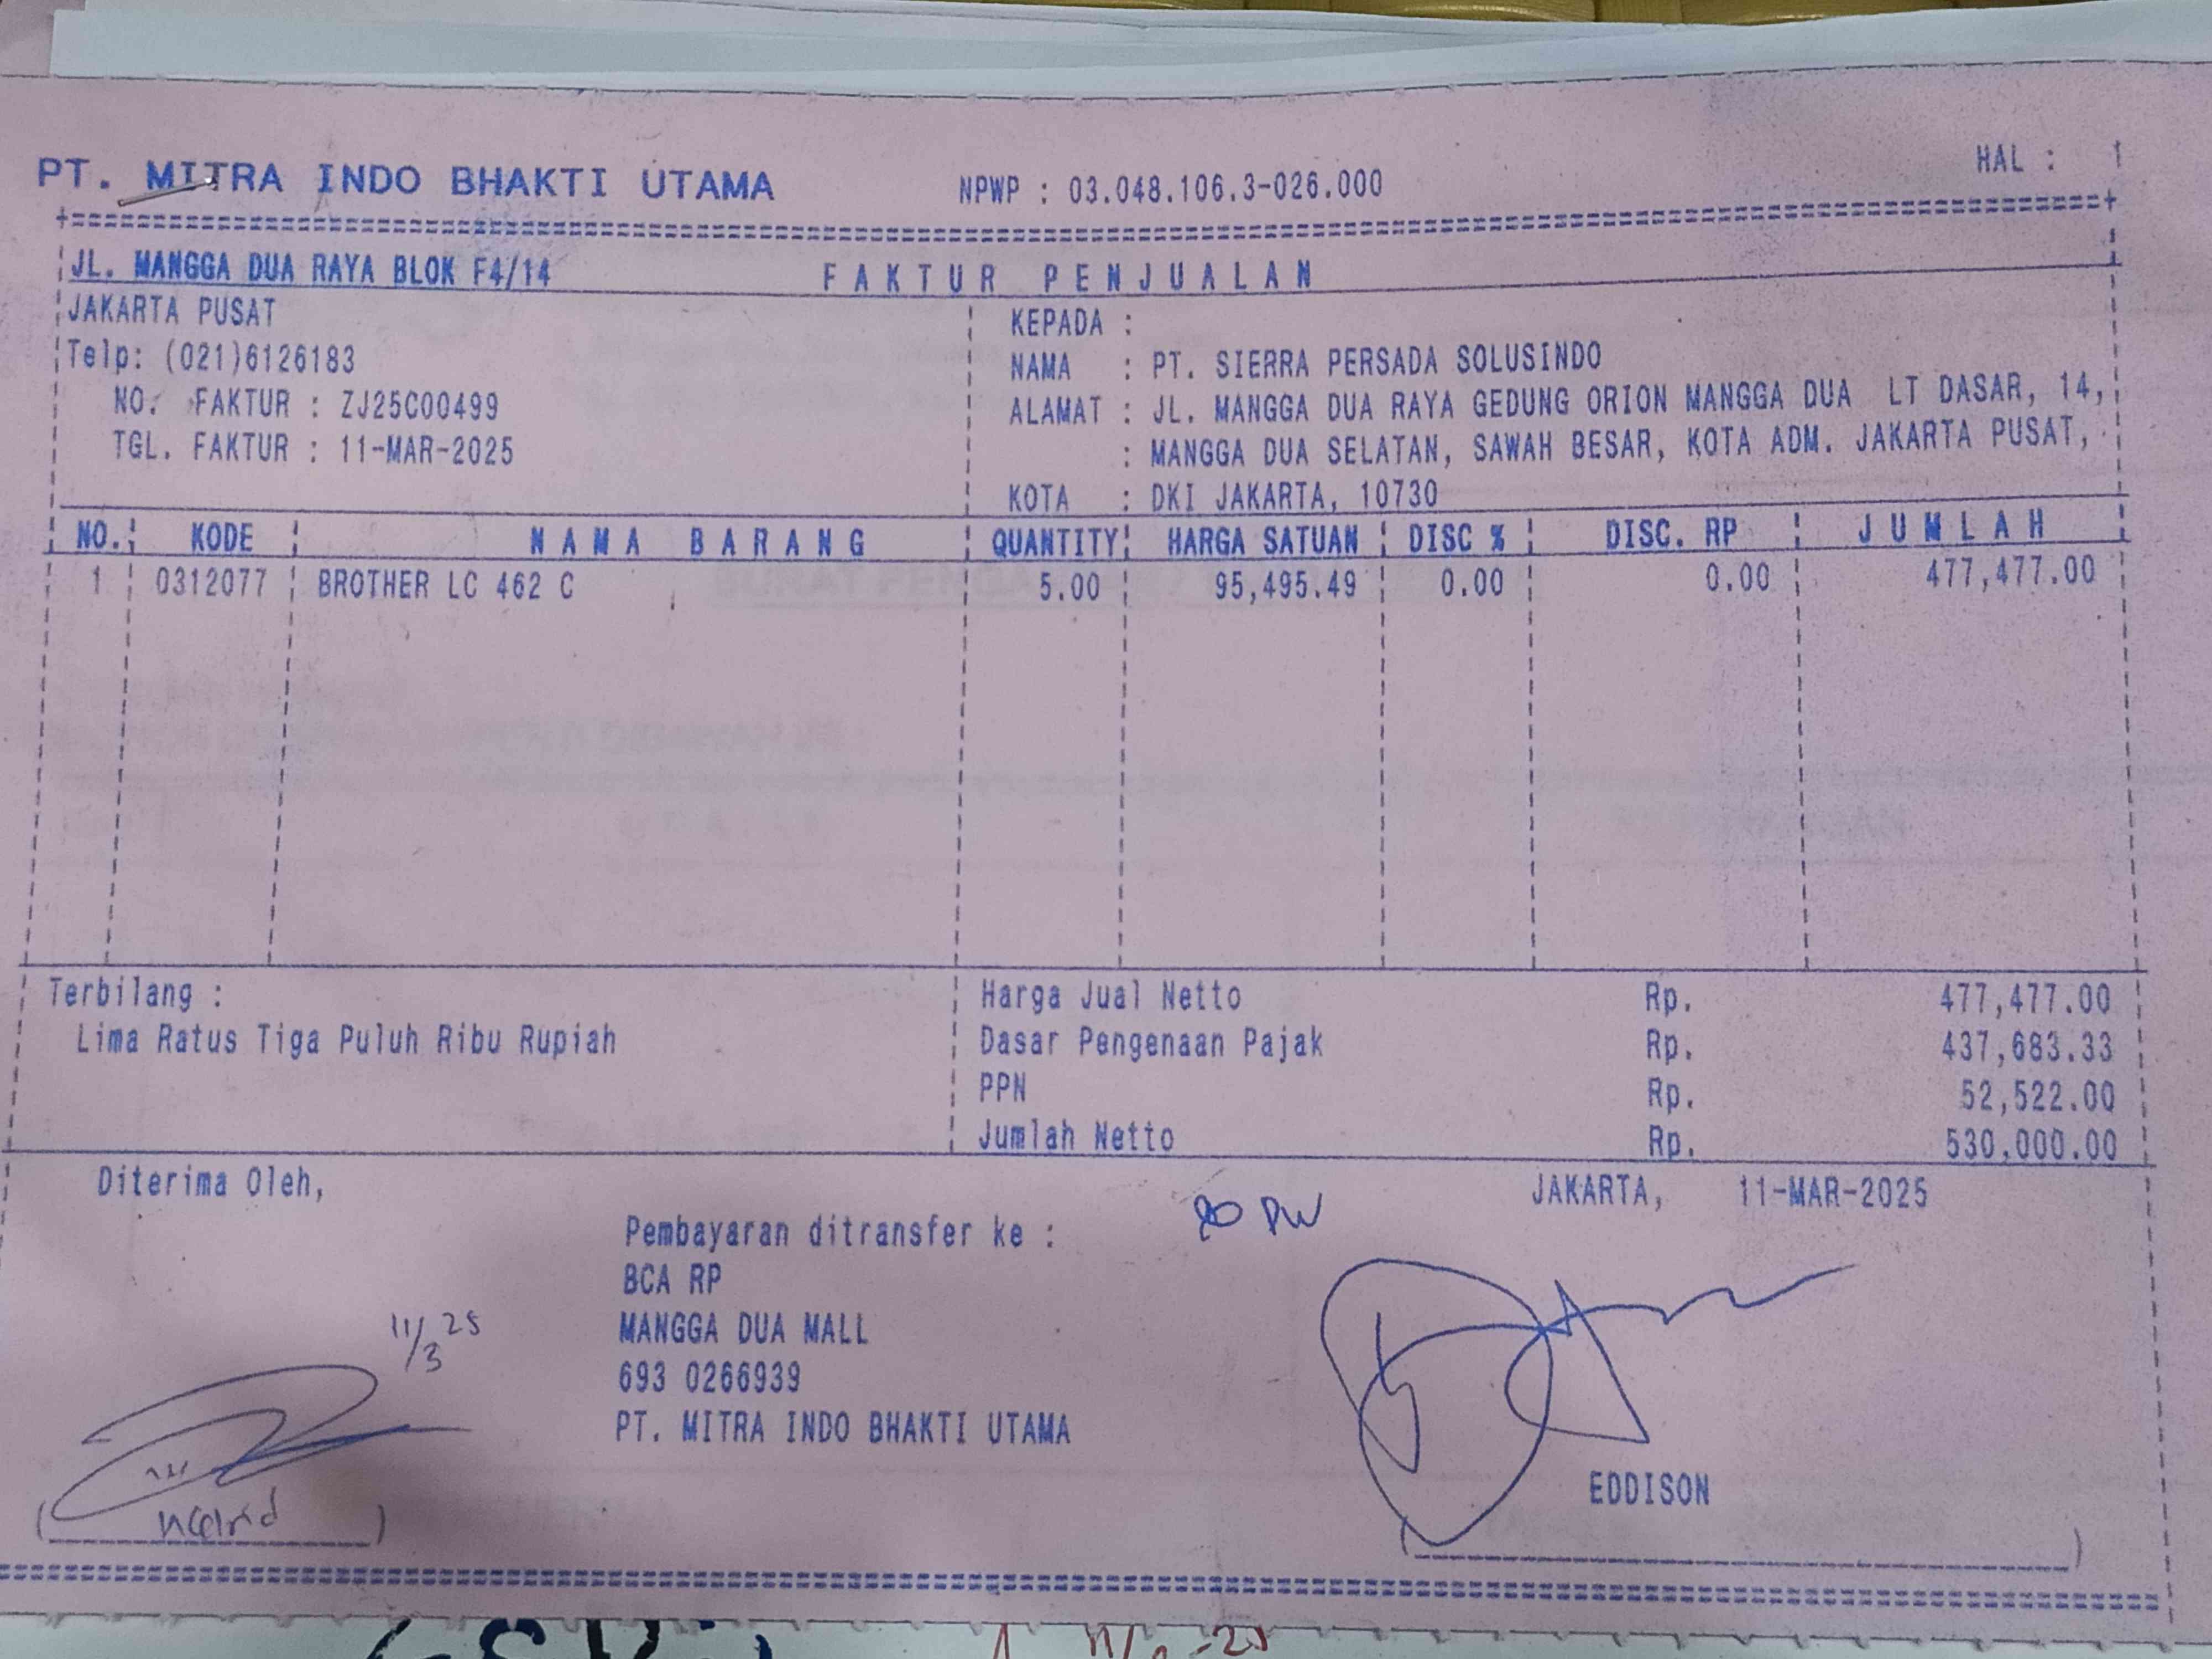 PT. MITRA INDO BHAKTI UTAMA NPWP : 03.048.106.3-026.000 HAL : 1
JL. MANGGA DUA RAYA BLOK F4/14 FAKTUR PENJUALAN
JAKARTA PUSAT KEPADA :
Telp: (021)6126183 NAMA : PT. SIERRA PERSADA SOLUSINDO
NO. FAKTUR : ZJ25C00499 ALAMAT : JL. MANGGA DUA RAYA GEDUNG ORION MANGGA DUA LT DASAR, 14,
TGL. FAKTUR : 11-MAR-2025 : MANGGA DUA SELATAN, SAWAH BESAR, KOTA ADM. JAKARTA PUSAT,
KOTA : DKI JAKARTA, 10730
NO. KODE NAMA BARANG QUANTITY HARGA SATUAN DISC % DISC. RP JUMLAH
1 0312077 BROTHER LC 462 C 5.00 95,495.49 0.00 0.00 477,477.00
Terbilang : Harga Jual Netto Rp. 477,477.00
Lima Ratus Tiga Puluh Ribu Rupiah Dasar Pengenaan Pajak Rp. 437,683.33
PPN Rp. 52,522.00
Jumlah Netto Rp. 530,000.00
Diterima Oleh, JAKARTA, 11-MAR-2025
Pembayaran ditransfer ke :
BCA RP
11/3 25 MANGGA DUA MALL
693 0266939
PT. MITRA INDO BHAKTI UTAMA
EDDISON